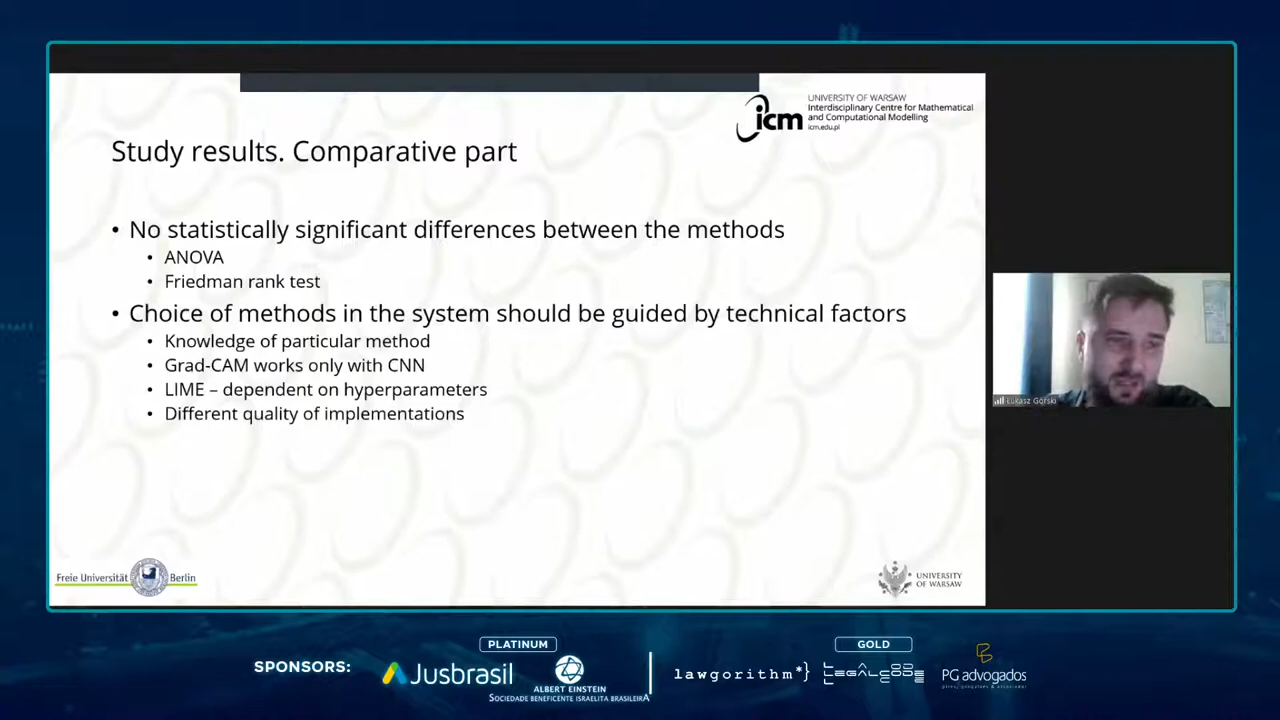 UNIVERSITY OF WARSAW
Interdisciplinary Centre for Mathematical
and Computational Modelling
icm.edu.pl
icm
Study results. Comparative part
• No statistically significant differences between the methods
• ANOVA
• Friedman rank test
• Choice of methods in the system should be guided by technical factors
• Knowledge of particular method
• Grad-CAM works only with CNN
• LIME – dependent on hyperparameters
• Different quality of implementations
Łukasz Górski
Freie Universität Berlin
UNIVERSITY
OF WARSAW
SPONSORS:
PLATINUM
Jusbrasil
ALBERT EINSTEIN
SOCIEDADE BENEFICENTE ISRAELITA BRASILEIRA
GOLD
lawgorithm*}
LEGALCODE
PG advogados